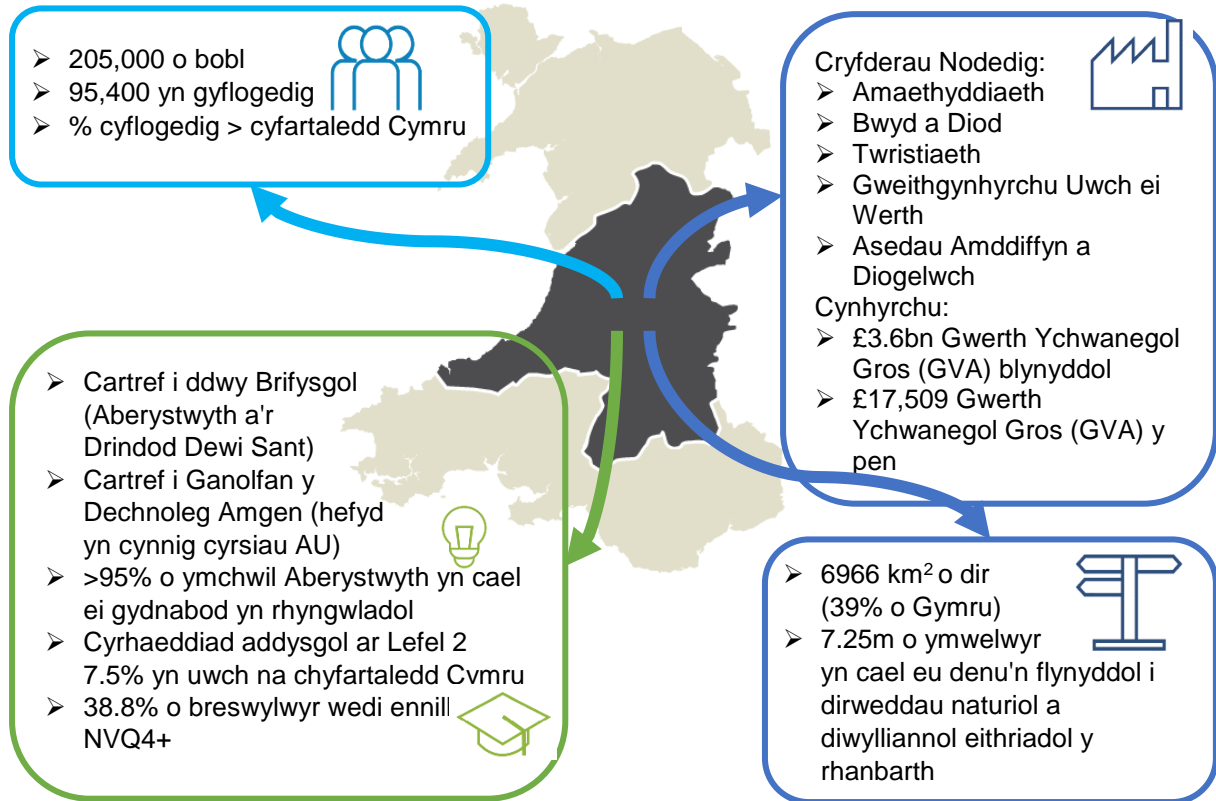 ➢ 205,000 o bobl
➢ 95,400 yn gyflogedig
➢ % cyflogedig > cyfartaledd Cymru
Cryfderau Nodedig:
➢ Amaethyddiaeth
➢ Bwyd a Diod
➢ Twristiaeth
➢ Gweithgynhyrchu Uwch ei
Werth
➢ Asedau Amddiffyn a
Diogelwch
Cynhyrchu:
➢ £3.6bn Gwerth Ychwanegol
Gros (GVA) blynyddol
➢ £17,509 Gwerth
Ychwanegol Gros (GVA) y
pen
➢ Cartref i ddwy Brifysgol
(Aberystwyth a'r
Drindod Dewi Sant)
➢ Cartref i Ganolfan y
Dechnoleg Amgen (hefyd
yn cynnig cyrsiau AU)
➢ >95% o ymchwil Aberystwyth yn cael
ei gydnabod yn rhyngwladol
➢ Cyrhaeddiad addysgol ar Lefel 2
7.5% yn uwch na chyfartaledd Cymru
➢ 38.8% o breswylwyr wedi ennill
NVQ4+
➢ 6966 km² o dir
(39% o Gymru)
➢ 7.25m o ymwelwyr
yn cael eu denu'n flynyddol i
dirweddau naturiol a
diwylliannol eithriadol y
rhanbarth